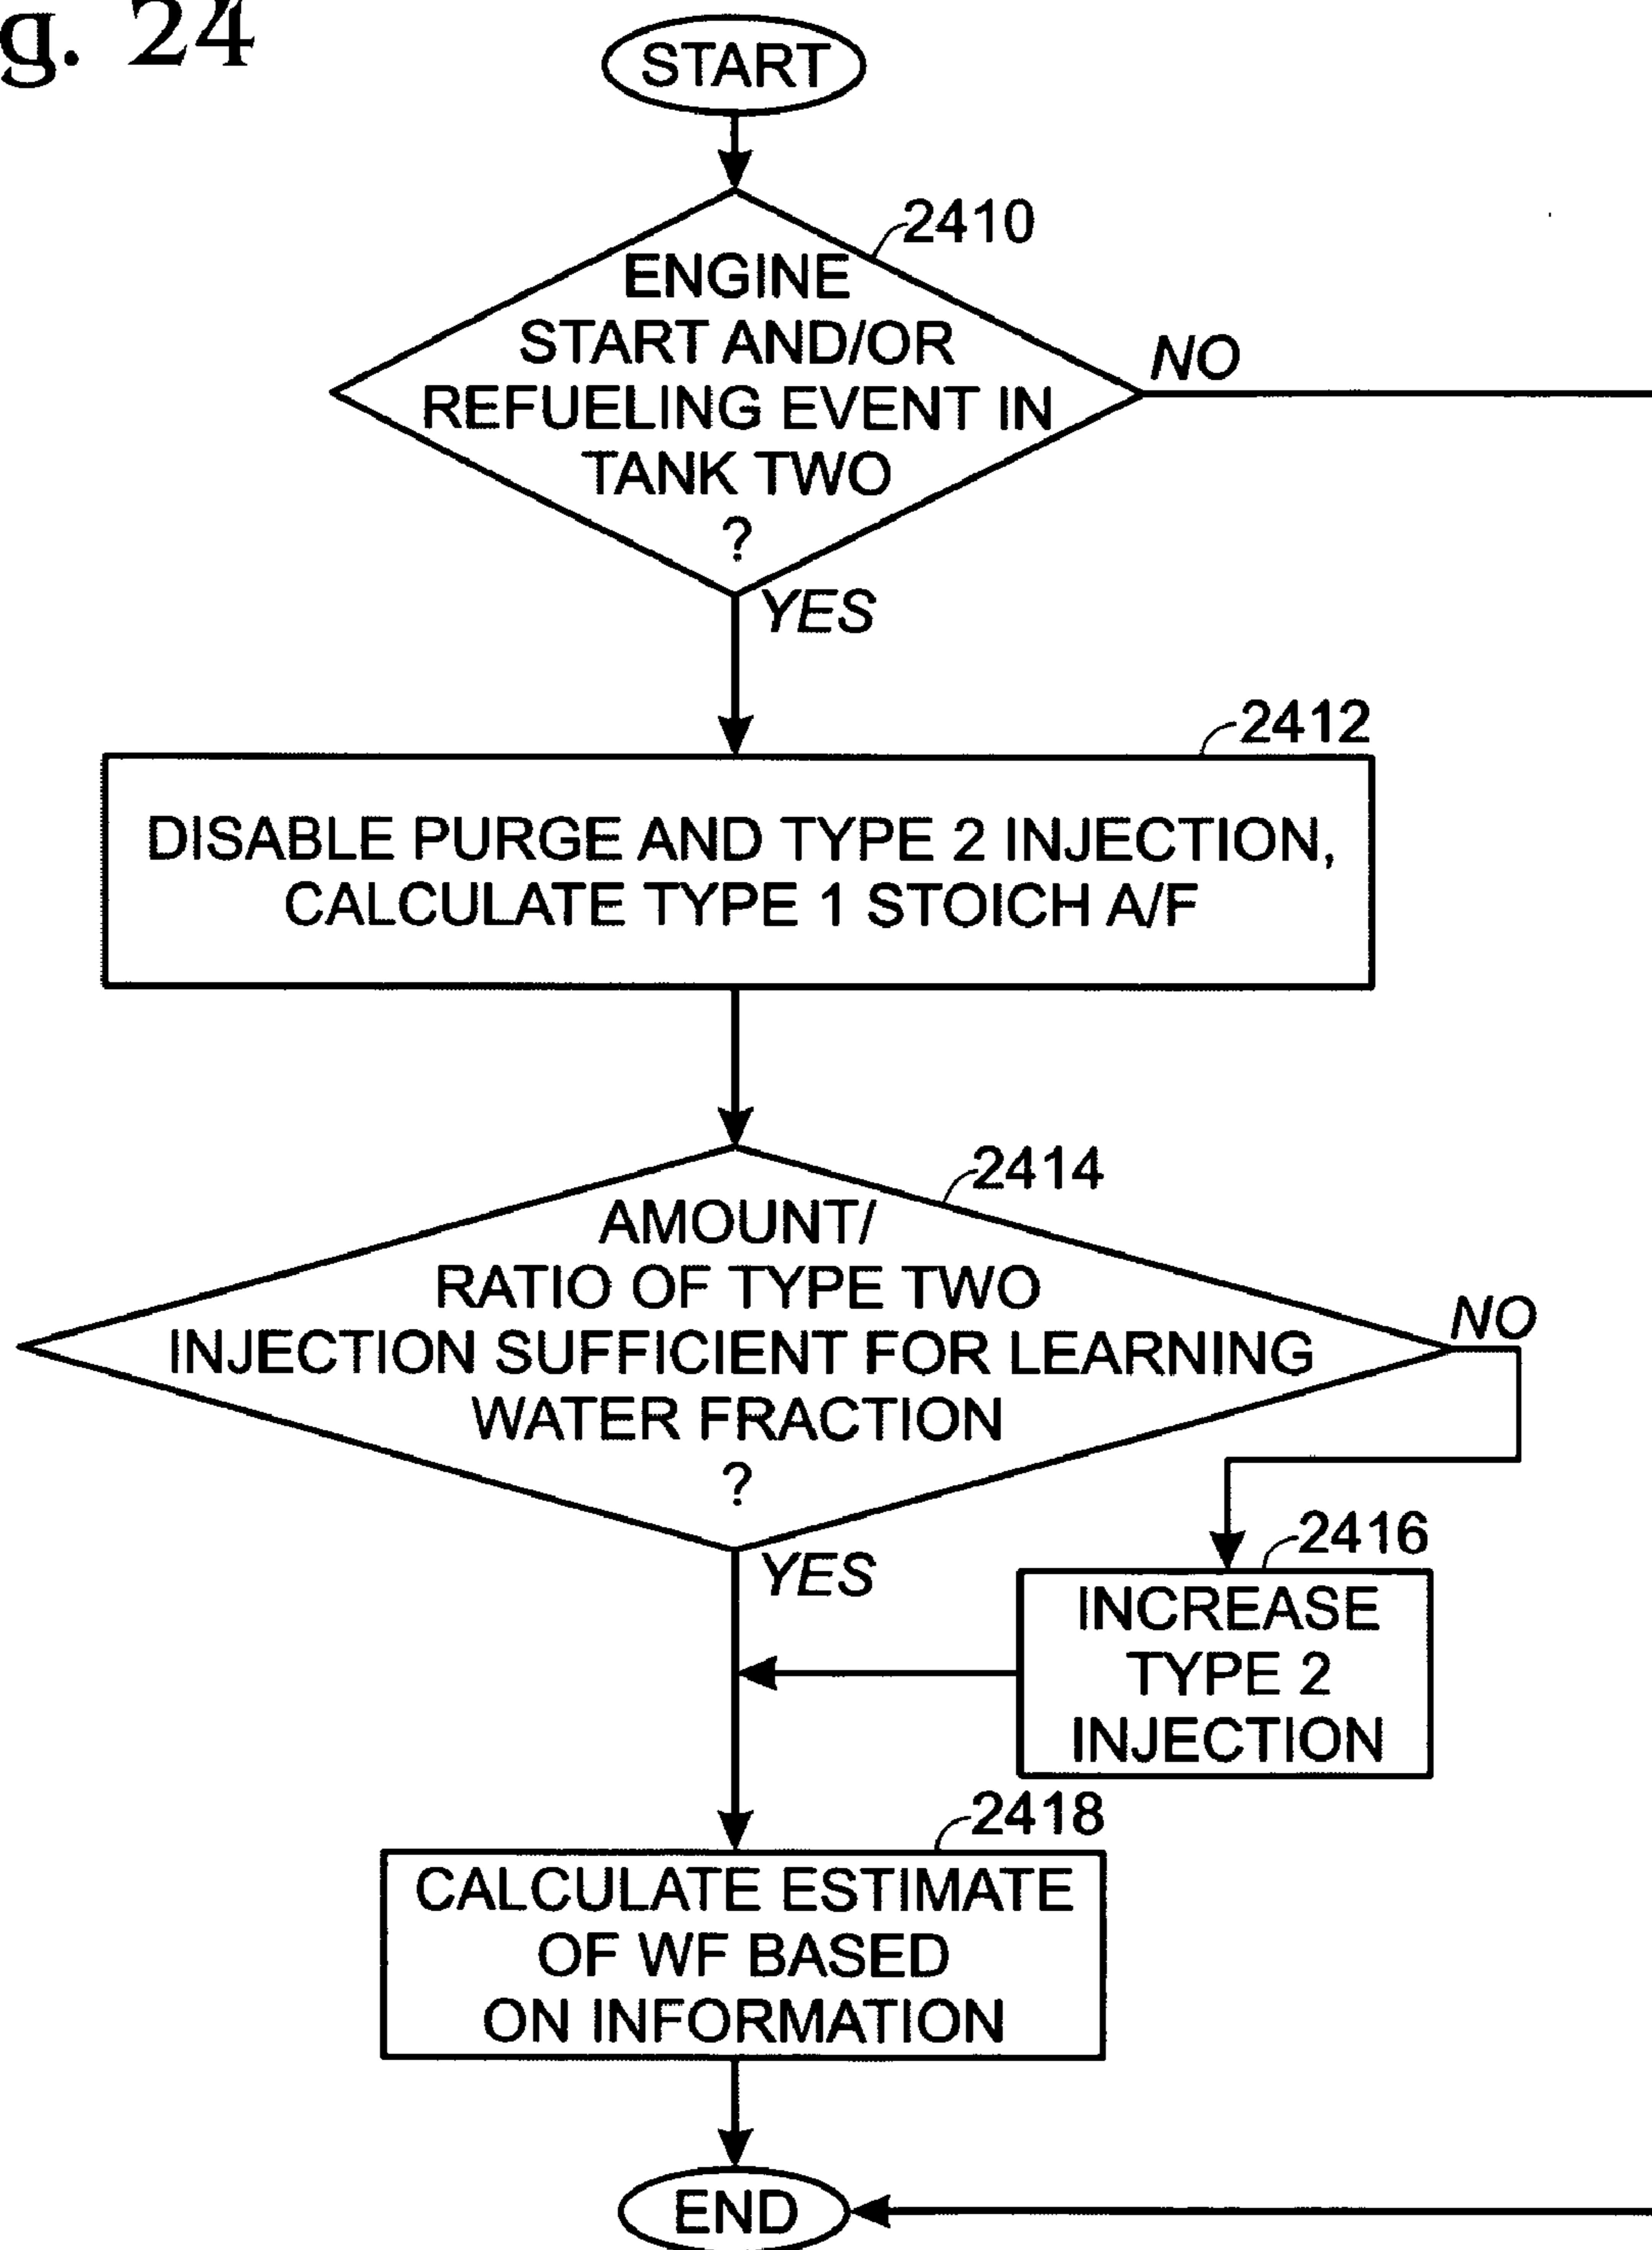 g. 24
START
2410
ENGINE
START AND/OR
REFUELING EVENT IN
TANK TWO
?
NO
YES
2412
DISABLE PURGE AND TYPE 2 INJECTION,
CALCULATE TYPE 1 STOICH A/F
2414
AMOUNT/
RATIO OF TYPE TWO
INJECTION SUFFICIENT FOR LEARNING
WATER FRACTION
?
NO
YES
2416
INCREASE
TYPE 2
INJECTION
2418
CALCULATE ESTIMATE
OF WF BASED
ON INFORMATION
END